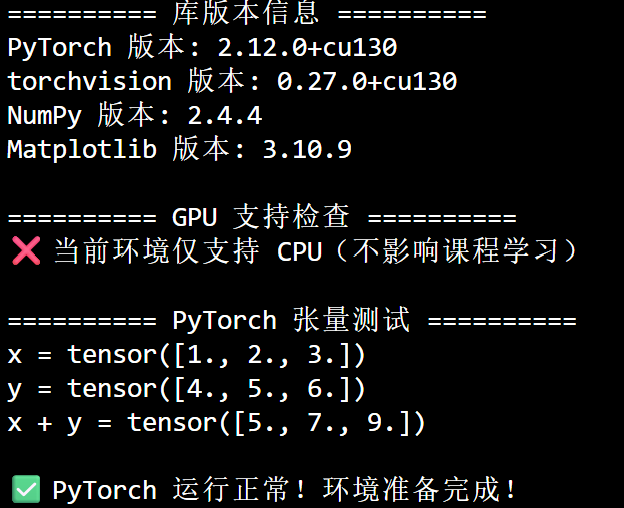 ========== 库版本信息 ==========
PyTorch 版本: 2.12.0+cu130
torchvision 版本: 0.27.0+cu130
NumPy 版本: 2.4.4
Matplotlib 版本: 3.10.9
========== GPU 支持检查 ==========
❌ 当前环境仅支持 CPU（不影响课程学习）
========== PyTorch 张量测试 ==========
x = tensor([1., 2., 3.])
y = tensor([4., 5., 6.])
x + y = tensor([5., 7., 9.])
✅ PyTorch 运行正常！环境准备完成！